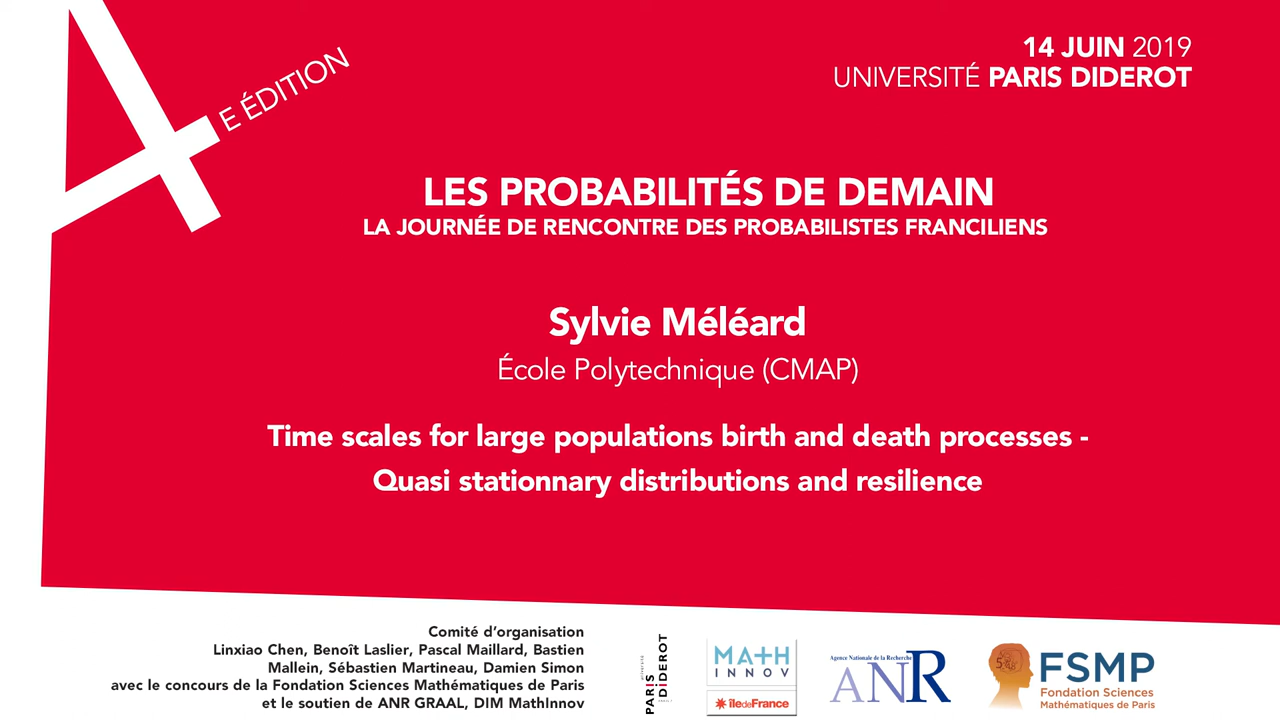 4
E ÉDITION
14 JUIN 2019
UNIVERSITÉ PARIS DIDEROT
LES PROBABILITÉS DE DEMAIN
LA JOURNÉE DE RENCONTRE DES PROBABILISTES FRANCILIENS
Sylvie Méléard
École Polytechnique (CMAP)
Time scales for large populations birth and death processes -
Quasi stationnary distributions and resilience
Comité d'organisation
Linxiao Chen, Benoît Laslier, Pascal Maillard, Bastien
Mallein, Sébastien Martineau, Damien Simon
avec le concours de la Fondation Sciences Mathématiques de Paris
et le soutien de ANR GRAAL, DIM MathInnov
université
PARIS
DIDEROT
MATH
INNOV
îledeFrance
Agence Nationale de la Recherche
ANR
FSMP
Fondation Sciences
Mathématiques de Paris